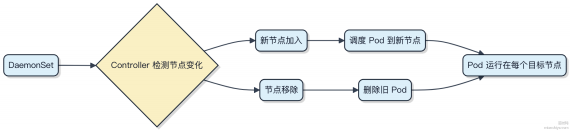 DaemonSet
Controller 检测节点变化
新节点加入
调度 Pod 到新节点
节点移除
删除旧 Pod
Pod 运行在每个目标节点